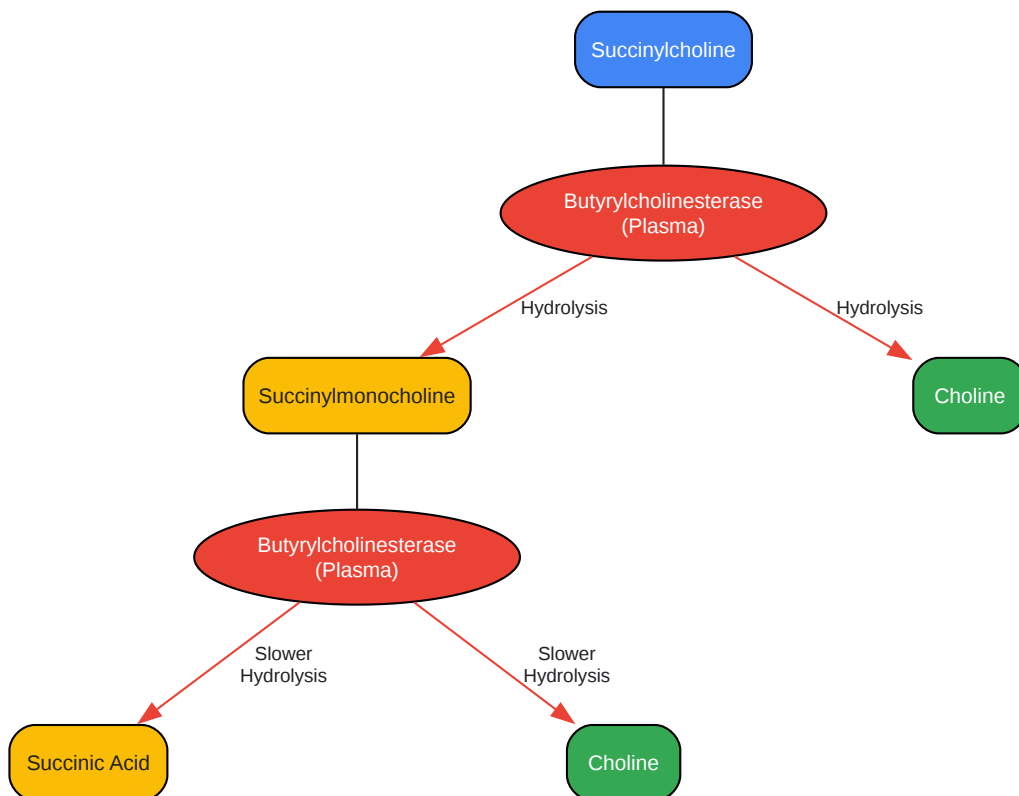 Succinylcholine
Butyrylcholinesterase
(Plasma)
Hydrolysis
Hydrolysis
Succinylmonocholine
Choline
Butyrylcholinesterase
(Plasma)
Slower
Hydrolysis
Slower
Hydrolysis
Succinic Acid
Choline